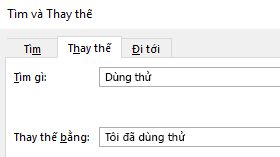 Tìm và Thay thế
Tìm Thay thế Đi tới
Tìm gì: Dùng thử
Thay thế bằng: Tôi đã dùng thử